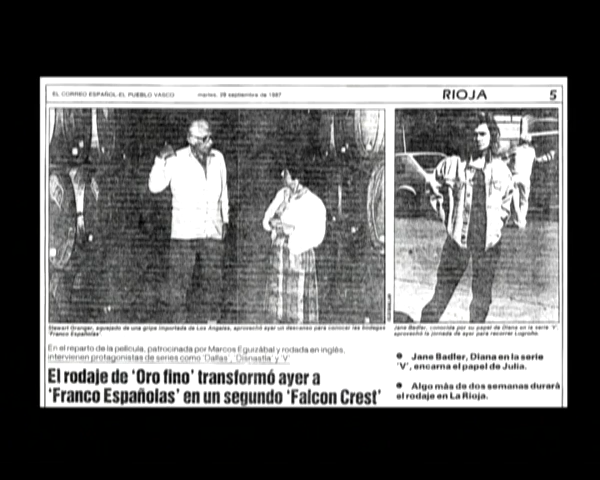 EL CORREO ESPAÑOL-EL PUEBLO VASCO martes, 29 septiembre de 1987 RIOJA 5
Stewart Granger, aquejado de una gripe importada de Los Angeles, aprovechó ayer un descanso para conocer las bodegas
'Franco Españolas'
Jane Badler, conocida por su papel de Diana en la serie 'V',
aprovechó la jornada de ayer para recorrer Logroño.
En el reparto de la película, patrocinada por Marcos Eguizábal y rodada en inglés,
intervienen protagonistas de series como 'Dallas', 'Disnastía' y 'V'
El rodaje de 'Oro fino' transformó ayer a
'Franco Españolas' en un segundo 'Falcon Crest'
● Jane Badler, Diana en la serie
'V', encarna el papel de Julia.
● Algo más de dos semanas durará
el rodaje en La Rioja.